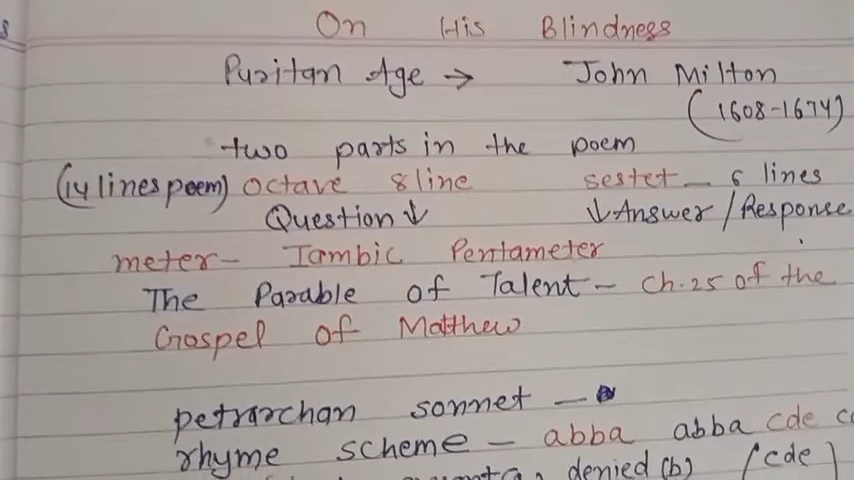 On His Blindness
Puritan Age → John Milton
(1608-1674)
two parts in the poem
(14 lines poem) octave 8 line sestet - 6 lines
Question ↓ ↓ Answer / Response
meter - Iambic Pentameter
The Parable of Talent - ch. 25 of the
Gospel of Matthew
petrarchan sonnet -
rhyme scheme - abba abba cde
denied (b) (cde)